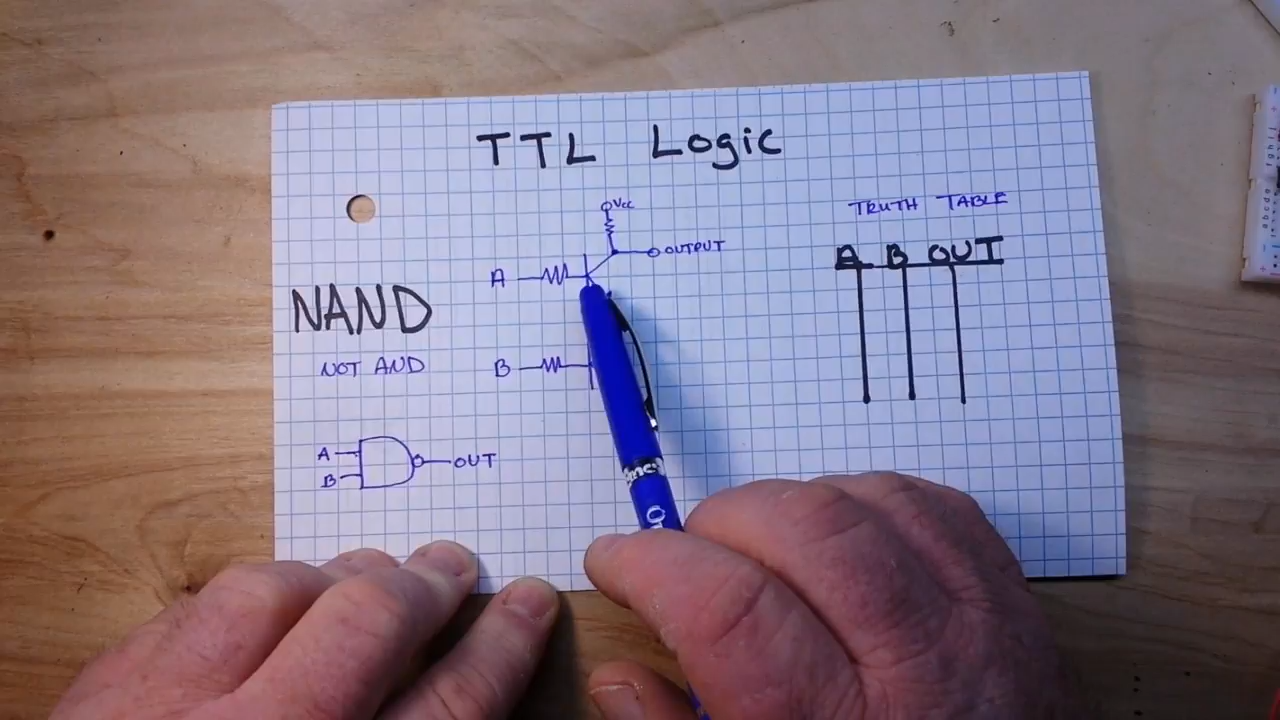 TTL Logic
Vcc
OUTPUT
A
B
NAND
NOT AND
A
B
OUT
TRUTH TABLE
A B OUT